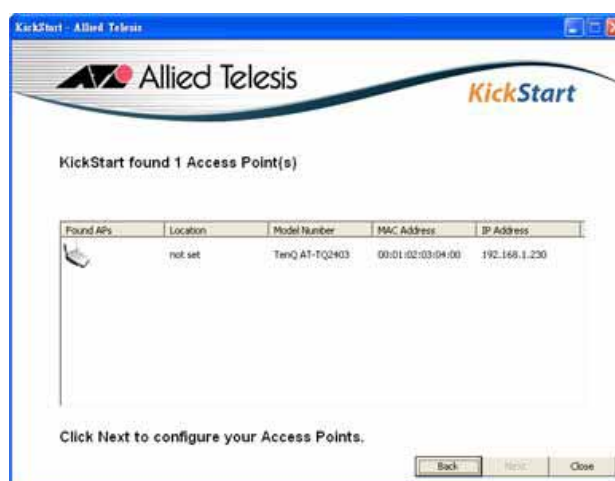 KickStart - Allied Telesis
Allied Telesis
KickStart
KickStart found 1 Access Point(s)
Found APs Location Model Number MAC Address IP Address
not set TenQ AT-TQ2403 00:01:02:03:04:00 192.168.1.230
Click Next to configure your Access Points.
Back Next Close